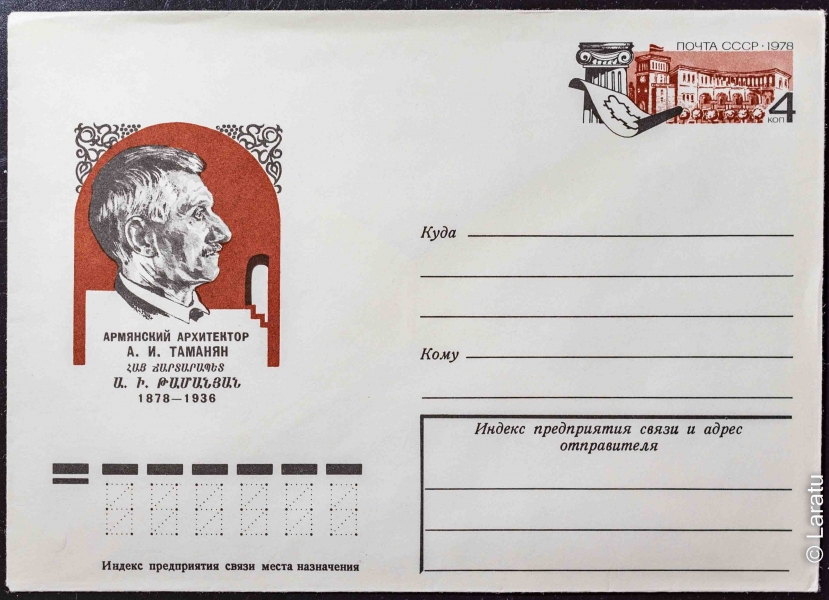 ПОЧТА СССР · 1978
4
КОП
АРМЯНСКИЙ АРХИТЕКТОР
А. И. ТАМАНЯН
ՀԱՅ ՃԱՐՏԱՐԱՊԵՏ
Ա. Ի. ԹԱՄԱՆՅԱՆ
1878—1936
Куда
Кому
Индекс предприятия связи и адрес
отправителя
Индекс предприятия связи места назначения
© Laratu